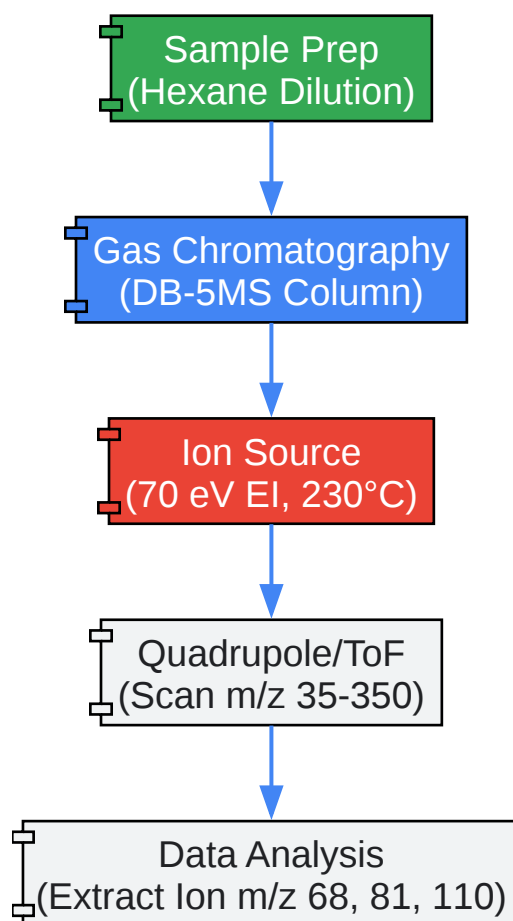 Sample Prep
(Hexane Dilution)
Gas Chromatography
(DB-5MS Column)
Ion Source
(70 eV EI, 230°C)
Quadrupole/ToF
(Scan m/z 35-350)
Data Analysis
(Extract Ion m/z 68, 81, 110)